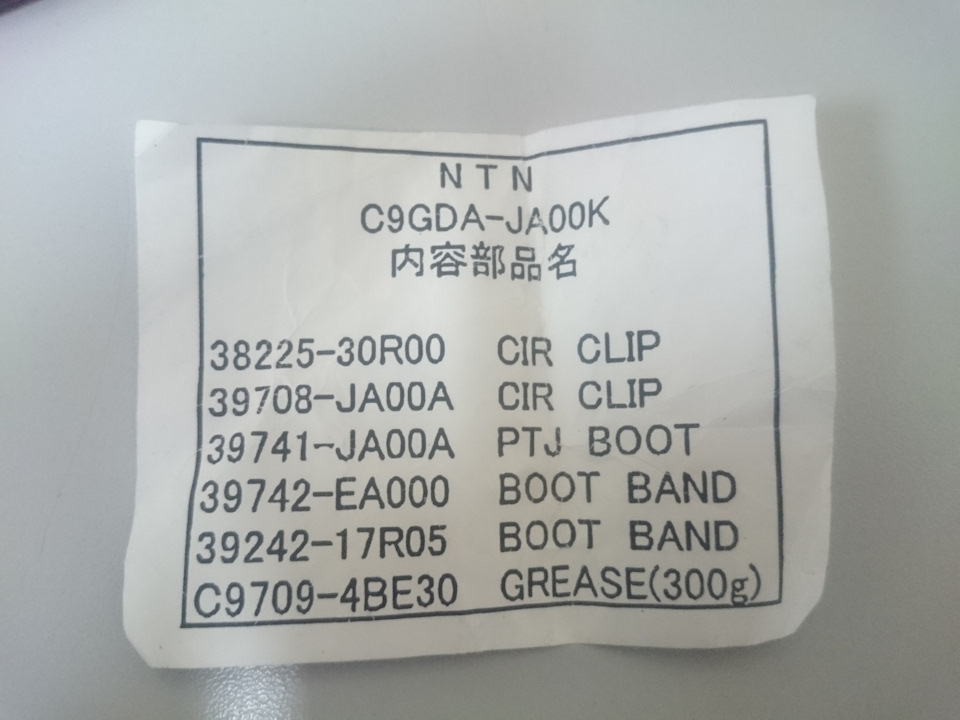 NTN
C9GDA-JA00K
内容部品名
38225-30R00 CIR CLIP
39708-JA00A CIR CLIP
39741-JA00A PTJ BOOT
39742-EA000 BOOT BAND
39242-17R05 BOOT BAND
C9709-4BE30 GREASE(300g)